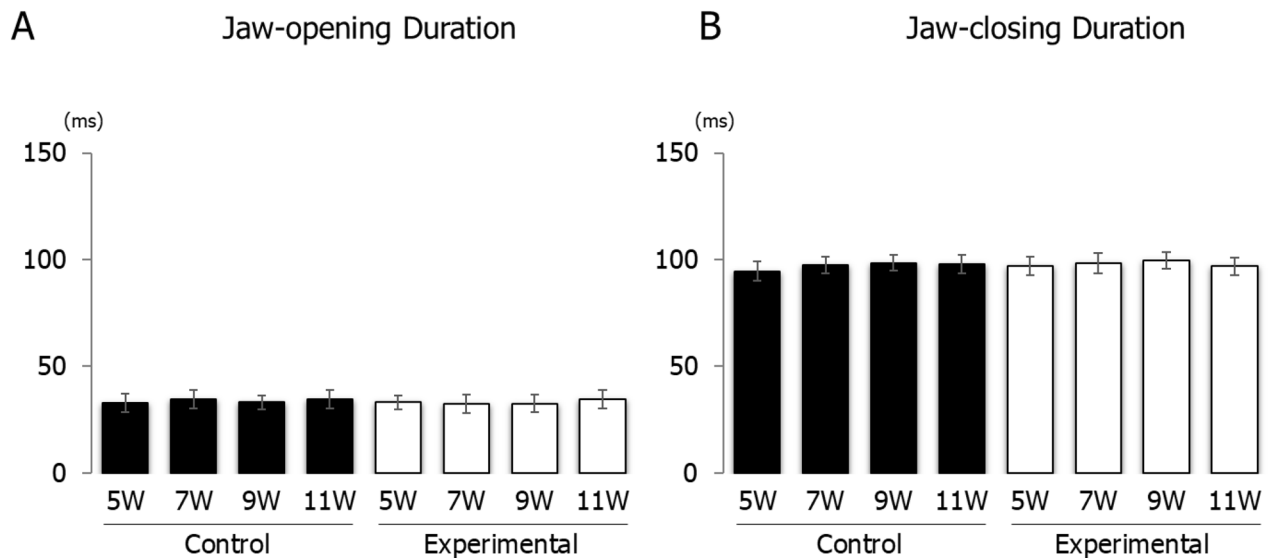 A Jaw-opening Duration
(ms)
150
100
50
0
5W 7W 9W 11W 5W 7W 9W 11W
Control Experimental
B Jaw-closing Duration
(ms)
150
100
50
0
5W 7W 9W 11W 5W 7W 9W 11W
Control Experimental